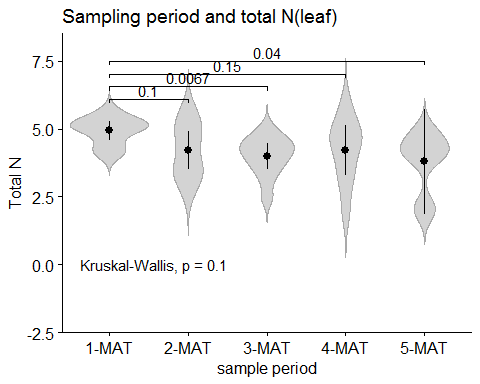 Sampling period and total N(leaf)
7.5
5.0
2.5
0.0
-2.5
Total N
0.04
0.15
0.0067
0.1
Kruskal-Wallis, p = 0.1
1-MAT 2-MAT 3-MAT 4-MAT 5-MAT
sample period